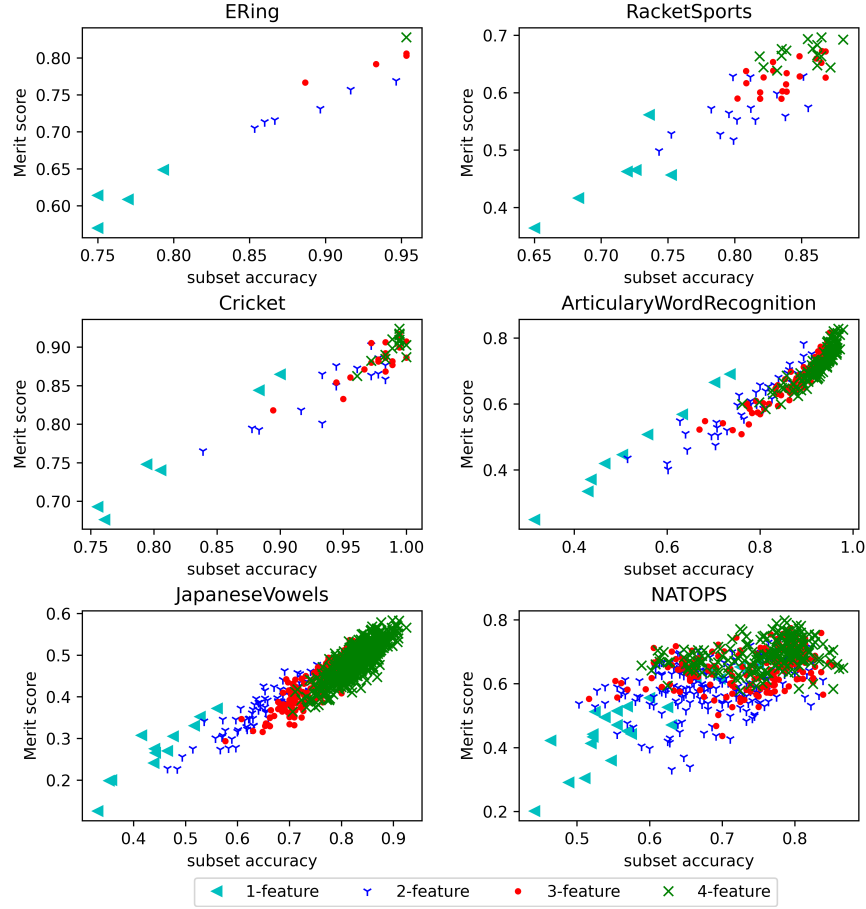 ERing
RacketSports
Merit score
0.80
0.75
0.70
0.65
0.60
0.75 0.80 0.85 0.90 0.95
subset accuracy
Merit score
0.7
0.6
0.5
0.4
0.65 0.70 0.75 0.80 0.85
subset accuracy
Cricket
ArticularyWordRecognition
Merit score
0.90
0.85
0.80
0.75
0.70
0.75 0.80 0.85 0.90 0.95 1.00
subset accuracy
Merit score
0.8
0.6
0.4
0.4 0.6 0.8 1.0
subset accuracy
JapaneseVowels
NATOPS
Merit score
0.6
0.5
0.4
0.3
0.2
0.4 0.5 0.6 0.7 0.8 0.9
subset accuracy
Merit score
0.8
0.6
0.4
0.2
0.5 0.6 0.7 0.8
subset accuracy
1-feature 2-feature 3-feature 4-feature